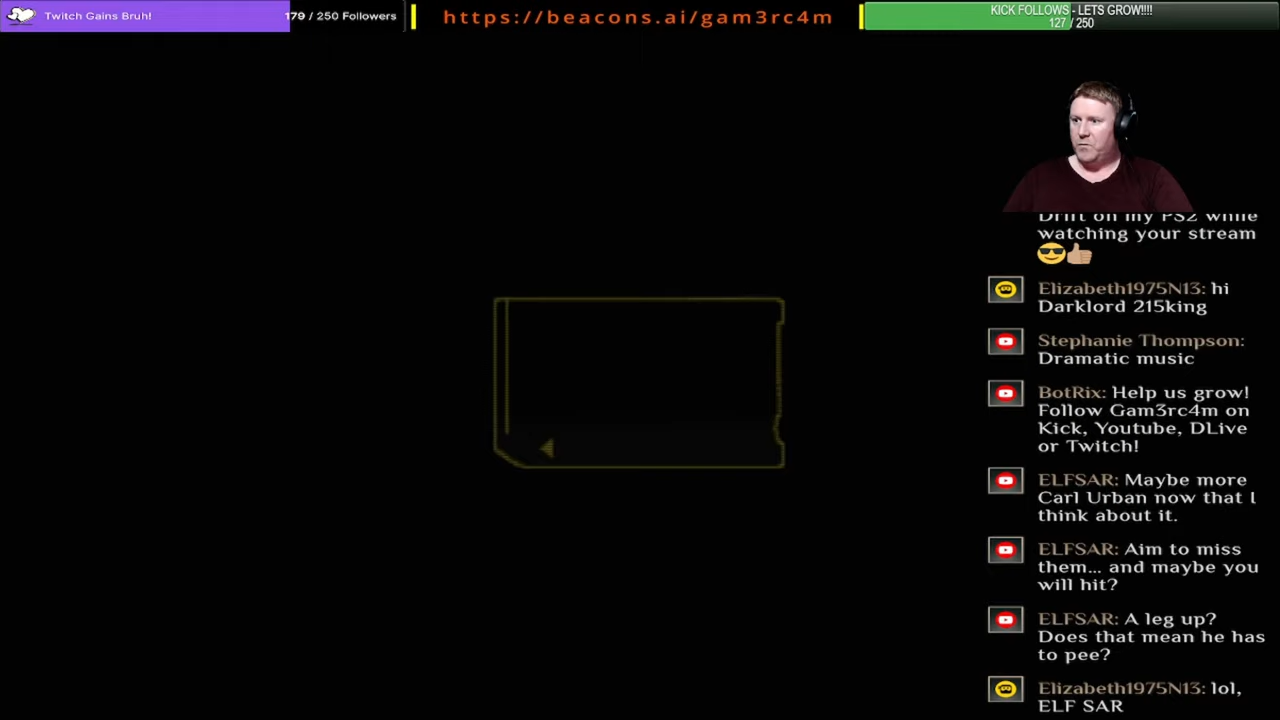 Twitch Gains Bruh!
179 / 250 Followers
https://beacons.ai/gam3rc4m
KICK FOLLOWS - LETS GROW!!!!
127 / 250
Drift on my PS2 while
watching your stream
😎👍🏼
Elizabeth1975N13: hi
Darklord 215king
Stephanie Thompson:
Dramatic music
BotRix: Help us grow!
Follow Gam3rc4m on
Kick, Youtube, DLive
or Twitch!
ELFSAR: Maybe more
Carl Urban now that I
think about it.
ELFSAR: Aim to miss
them... and maybe you
will hit?
ELFSAR: A leg up?
Does that mean he has
to pee?
Elizabeth1975N13: lol,
ELF SAR